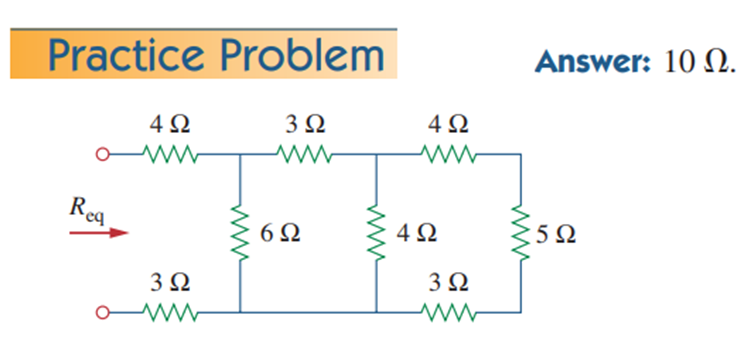 Practice Problem
Answer: 10 Ω.
4 Ω 3 Ω 4 Ω
Req
6 Ω 4 Ω 5 Ω
3 Ω 3 Ω